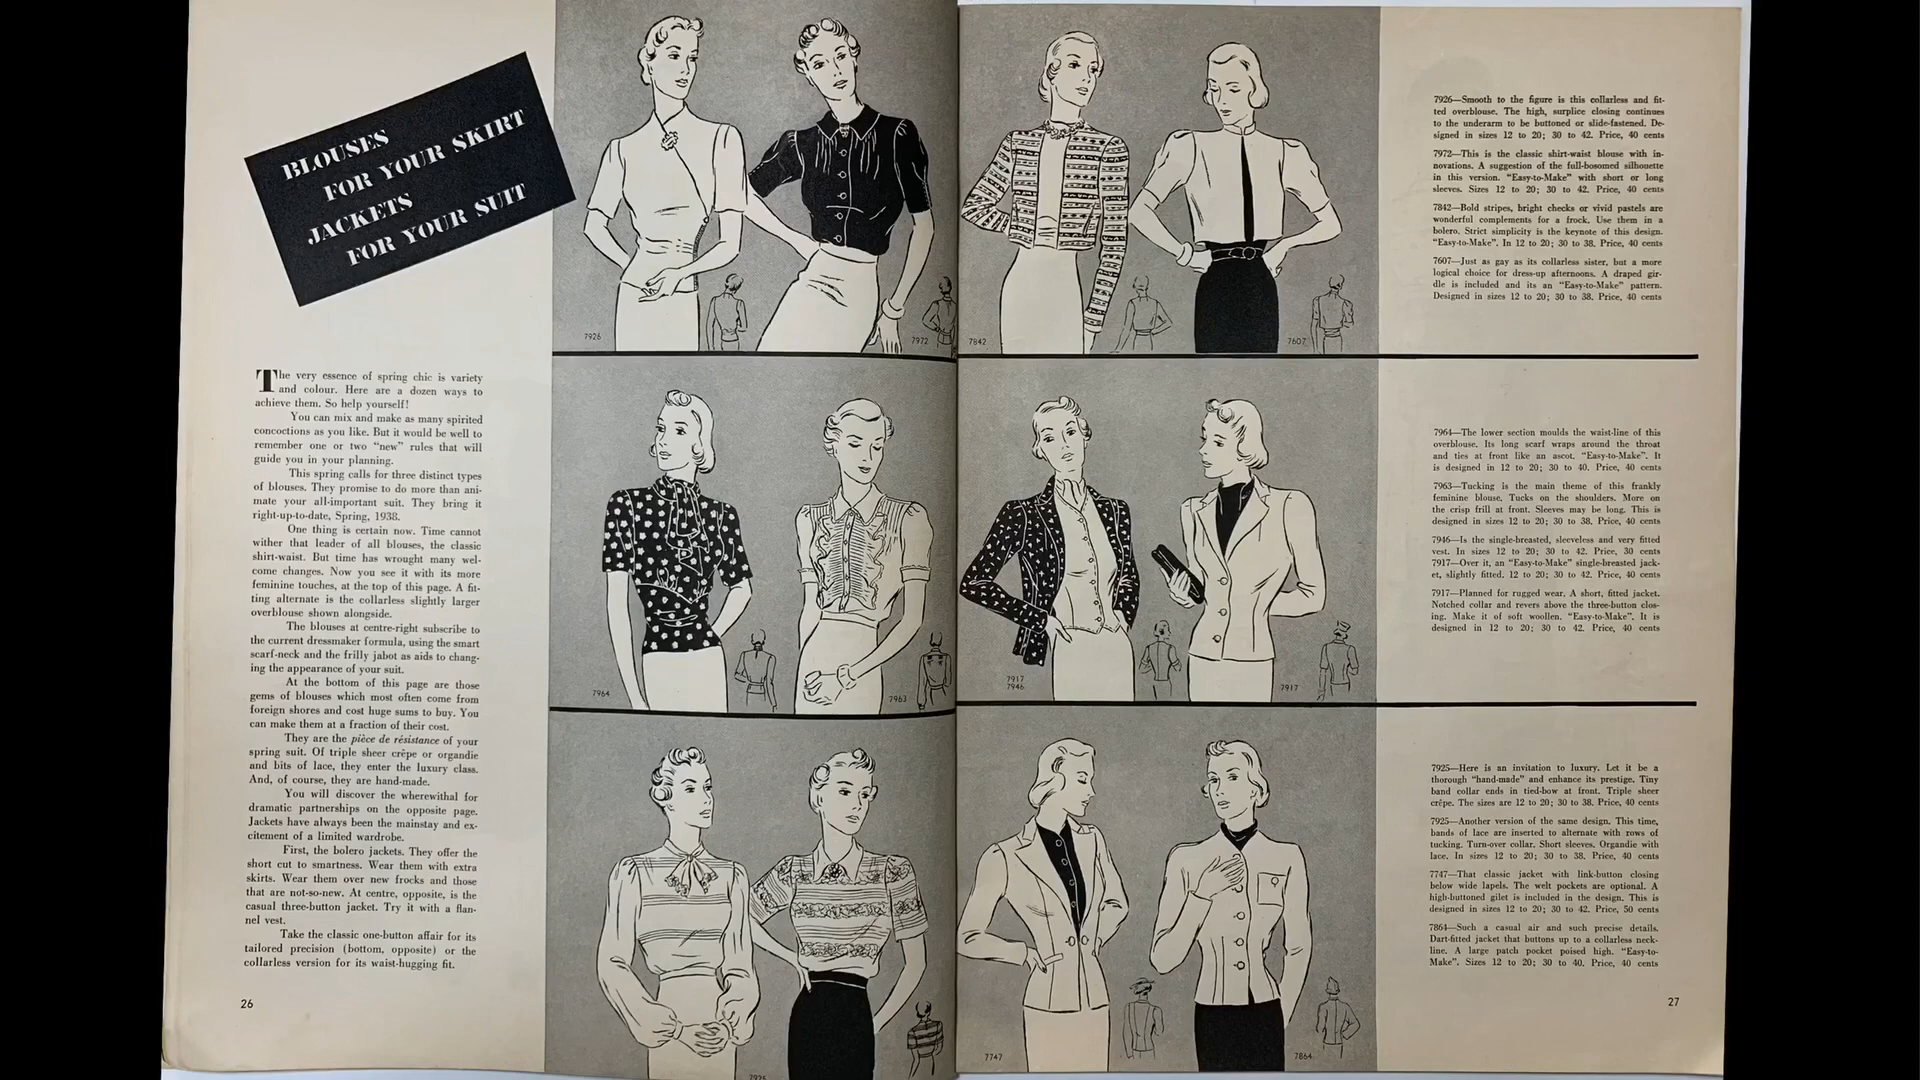 BLOUSES
FOR YOUR SKIRT
JACKETS
FOR YOUR SUIT
The very essence of spring chic is variety
and colour. Here are a dozen ways to
achieve them. So help yourself!
You can mix and make as many spirited
concoctions as you like. But it would be well to
remember one or two "new" rules that will
guide you in your planning.
This spring calls for three distinct types
of blouses. They promise to do more than ani-
mate your all-important suit. They bring it
right-up-to-date, Spring, 1938.
One thing is certain now. Time cannot
wither that leader of all blouses, the classic
shirt-waist. But time has wrought many wel-
come changes. Now you see it with its more
feminine touches, at the top of this page. A fit-
ting alternate is the collarless slightly larger
overblouse shown alongside.
The blouses at centre-right subscribe to
the current dressmaker formula, using the smart
scarf-neck and the frilly jabot as aids to chang-
ing the appearance of your suit.
At the bottom of this page are those
gems of blouses which most often come from
foreign shores and cost huge sums to buy. You
can make them at a fraction of their cost.
They are the pièce de résistance of your
spring suit. Of triple sheer crêpe or organdie
and bits of lace, they enter the luxury class.
And, of course, they are hand-made.
You will discover the wherewithal for
dramatic partnerships on the opposite page.
Jackets have always been the mainstay and ex-
citement of a limited wardrobe.
First, the bolero jackets. They offer the
short cut to smartness. Wear them with extra
skirts. Wear them over new frocks and those
that are not-so-new. At centre, opposite, is the
casual three-button jacket. Try it with a flan-
nel vest.
Take the classic one-button affair for its
tailored precision (bottom, opposite) or the
collarless version for its waist-hugging fit.
26
7926
7972
7964
7963
7925
7842
7607
7917
7946
7917
7747
7864
7926—Smooth to the figure is this collarless and fit-
ted overblouse. The high, surplice closing continues
to the underarm to be buttoned or slide-fastened. De-
signed in sizes 12 to 20; 30 to 42. Price, 40 cents
7972—This is the classic shirt-waist blouse with in-
novations. A suggestion of the full-bosomed silhouette
in this version. "Easy-to-Make" with short or long
sleeves. Sizes 12 to 20; 30 to 42. Price, 40 cents
7842—Bold stripes, bright checks or vivid pastels are
wonderful complements for a frock. Use them in a
bolero. Strict simplicity is the keynote of this design.
"Easy-to-Make". In 12 to 20; 30 to 38. Price, 40 cents
7607—Just as gay as its collarless sister, but a more
logical choice for dress-up afternoons. A draped gir-
dle is included and its an "Easy-to-Make" pattern.
Designed in sizes 12 to 20; 30 to 38. Price, 40 cents
7964—The lower section moulds the waist-line of this
overblouse. Its long scarf wraps around the throat
and ties at front like an ascot. "Easy-to-Make". It
is designed in 12 to 20; 30 to 40. Price, 40 cents
7963—Tucking is the main theme of this frankly
feminine blouse. Tucks on the shoulders. More on
the crisp frill at front. Sleeves may be long. This is
designed in sizes 12 to 20; 30 to 38. Price, 40 cents
7946—Is the single-breasted, sleeveless and very fitted
vest. In sizes 12 to 20; 30 to 42. Price, 30 cents
7917—Over it, an "Easy-to-Make" single-breasted jack-
et, slightly fitted. 12 to 20; 30 to 42. Price, 40 cents
7917—Planned for rugged wear. A short, fitted jacket.
Notched collar and revers above the three-button clos-
ing. Make it of soft woollen. "Easy-to-Make". It is
designed in 12 to 20; 30 to 42. Price, 40 cents
7925—Here is an invitation to luxury. Let it be a
thorough "hand-made" and enhance its prestige. Tiny
band collar ends in tied-bow at front. Triple sheer
crêpe. The sizes are 12 to 20; 30 to 38. Price, 40 cents
7925—Another version of the same design. This time,
bands of lace are inserted to alternate with rows of
tucking. Turn-over collar. Short sleeves. Organdie with
lace. In sizes 12 to 20; 30 to 38. Price, 40 cents
7747—That classic jacket with link-button closing
below wide lapels. The welt pockets are optional. A
high-buttoned gilet is included in the design. This is
designed in sizes 12 to 20; 30 to 42. Price, 50 cents
7864—Such a casual air and such precise details.
Dart-fitted jacket that buttons up to a collarless neck-
line. A large patch pocket poised high. "Easy-to-
Make". Sizes 12 to 20; 30 to 40. Price, 40 cents
27